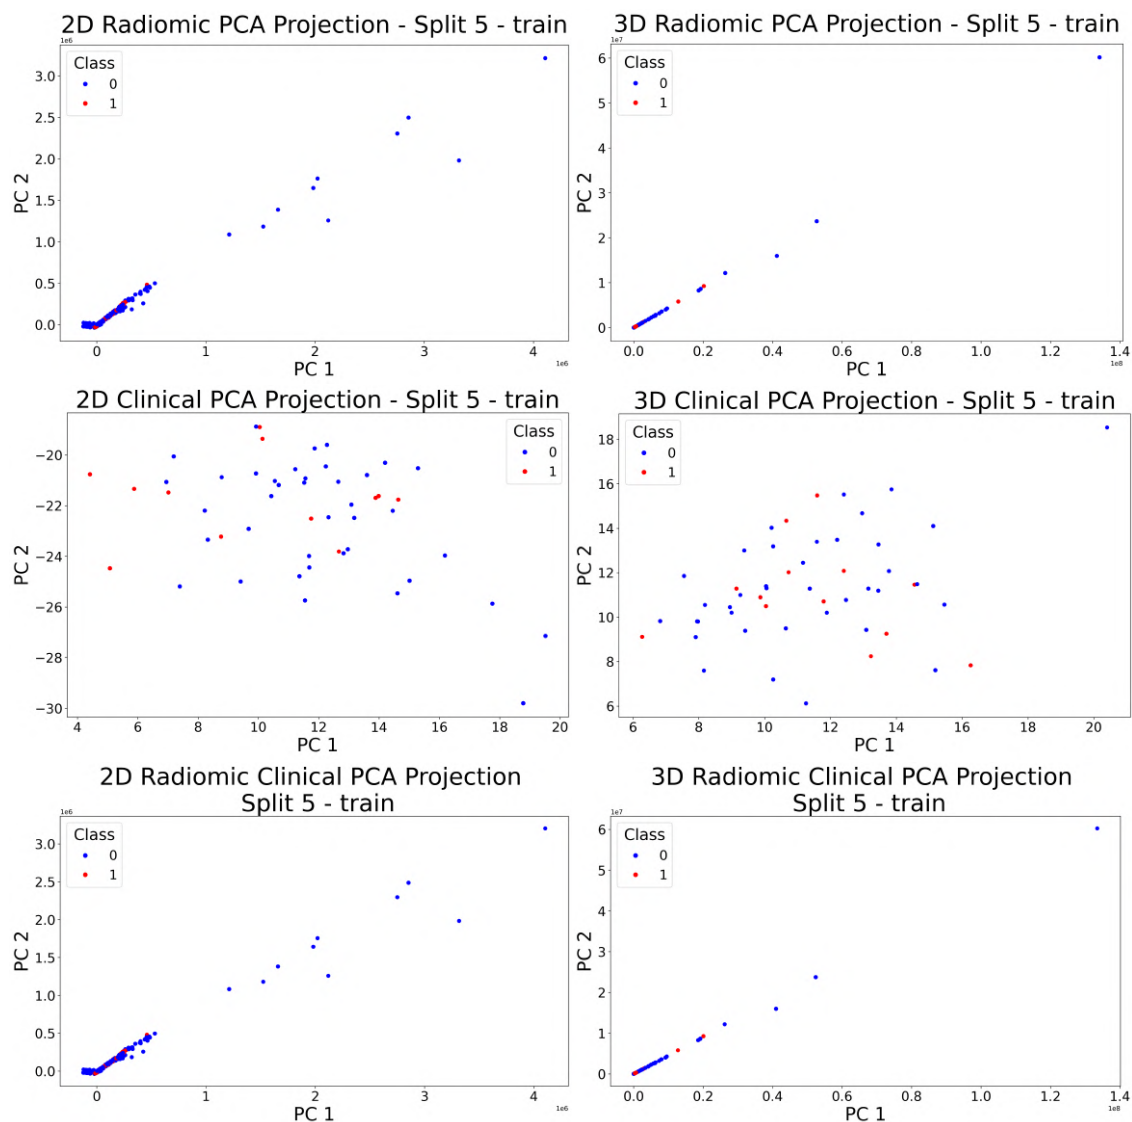 2D Radiomic PCA Projection - Split 5 - train
1e6
Class
0
1
3.0
2.5
2.0
1.5
1.0
0.5
0.0
PC 2
0 1 2 3 4
1e6
PC 1
3D Radiomic PCA Projection - Split 5 - train
1e7
Class
0
1
6
5
4
3
2
1
0
PC 2
0.0 0.2 0.4 0.6 0.8 1.0 1.2 1.4
1e8
PC 1
2D Clinical PCA Projection - Split 5 - train
Class
0
1
−20
−22
−24
−26
−28
−30
PC 2
4 6 8 10 12 14 16 18 20
PC 1
3D Clinical PCA Projection - Split 5 - train
Class
0
1
18
16
14
12
10
8
6
PC 2
6 8 10 12 14 16 18 20
PC 1
2D Radiomic Clinical PCA Projection
Split 5 - train
1e6
Class
0
1
3.0
2.5
2.0
1.5
1.0
0.5
0.0
PC 2
0 1 2 3 4
1e6
PC 1
3D Radiomic Clinical PCA Projection
Split 5 - train
1e7
Class
0
1
6
5
4
3
2
1
0
PC 2
0.0 0.2 0.4 0.6 0.8 1.0 1.2 1.4
1e8
PC 1